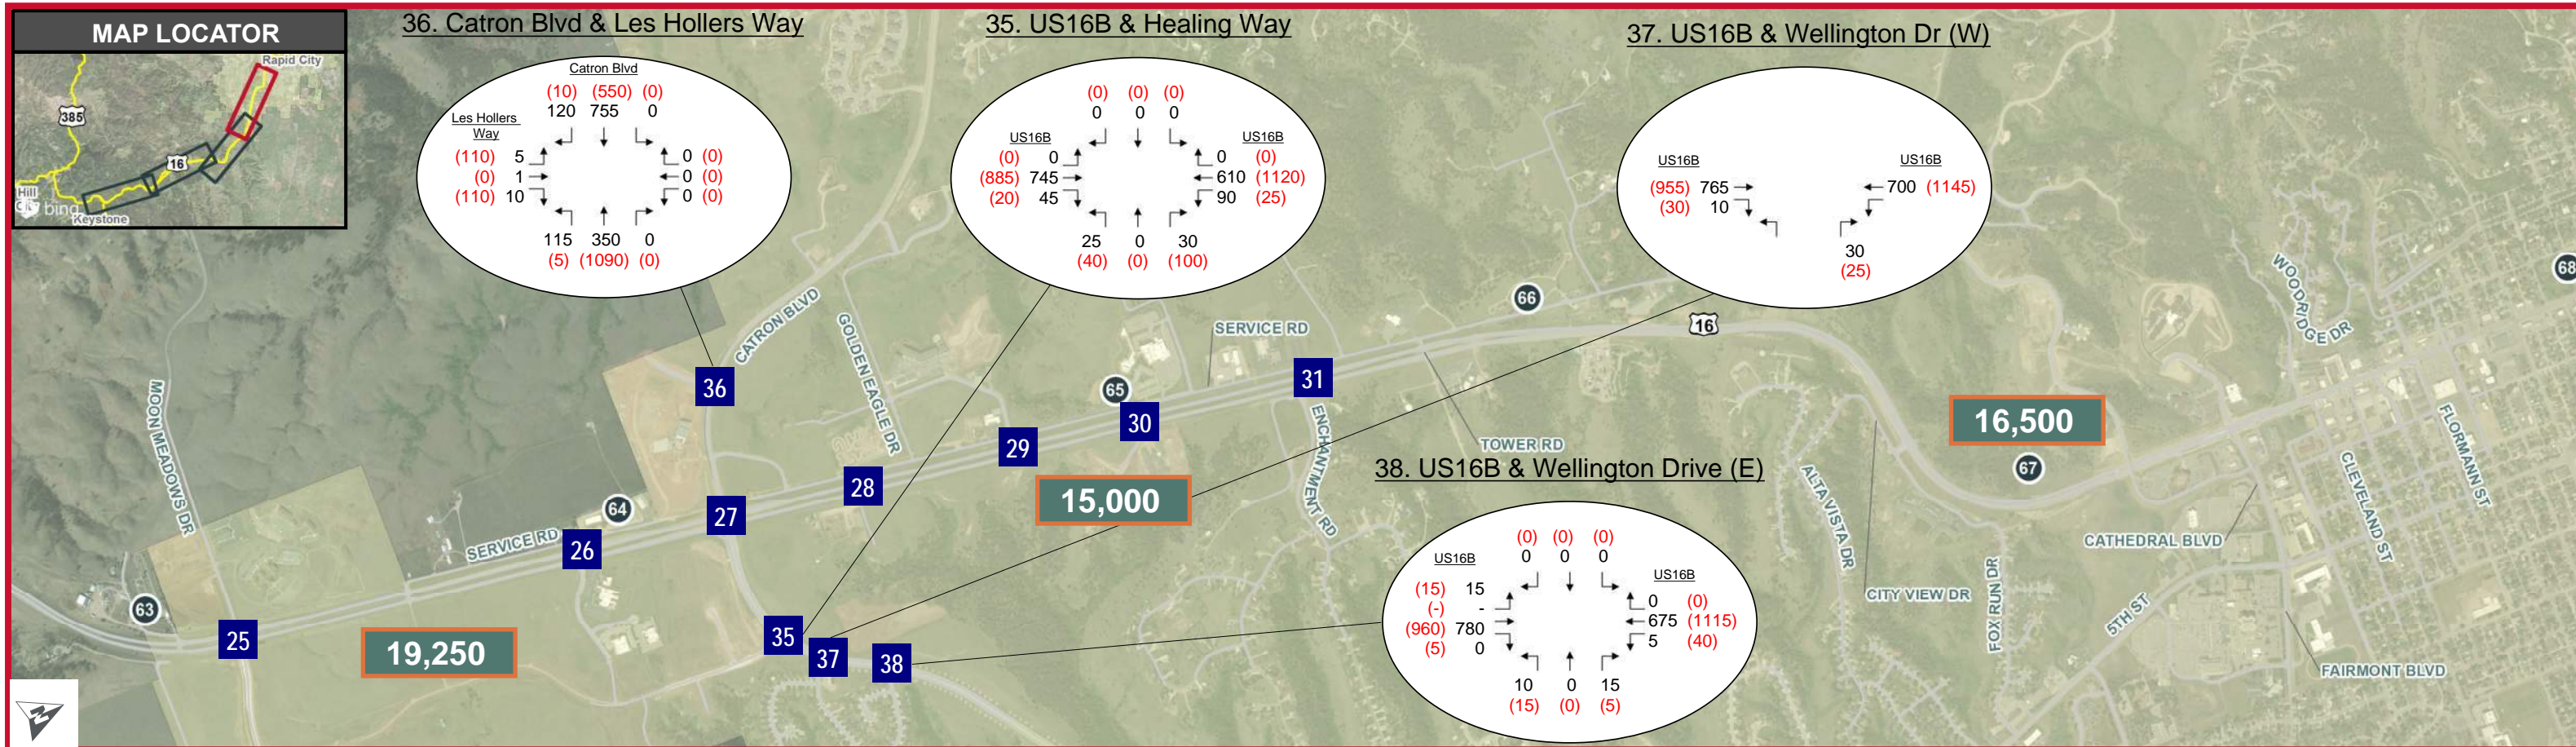 MAP LOCATOR
Rapid City
385
16
Hill
bing
Keystone
36. Catron Blvd & Les Hollers Way
Catron Blvd
(10) (550) (0)
120 755 0
Les Hollers
Way
(110) 5
(0) 1
(110) 10
0 (0)
0 (0)
0 (0)
115 350 0
(5) (1090) (0)
35. US16B & Healing Way
(0) (0) (0)
0 0 0
US16B
(0) 0
(885) 745
(20) 45
US16B
0 (0)
610 (1120)
90 (25)
25 0 30
(40) (0) (100)
37. US16B & Wellington Dr (W)
US16B
(955) 765
(30) 10
US16B
700 (1145)
30
(25)
38. US16B & Wellington Drive (E)
(0) (0) (0)
0 0 0
US16B
(15) 15
(-) -
(960) 780
(5) 0
US16B
0 (0)
675 (1115)
5 (40)
10 0 15
(15) (0) (5)
MOON MEADOWS DR
SERVICE RD
CATRON BLVD
GOLDEN EAGLE DR
SERVICE RD
ENCHANTMENT RD
TOWER RD
16
ALTA VISTA DR
CITY VIEW DR
FOX RUN DR
5TH ST
CATHEDRAL BLVD
FAIRMONT BLVD
CLEVELAND ST
FLORMANN ST
WOODRIDGE DR
63
64
65
66
67
68
25
26
27
28
29
30
31
35
36
37
38
19,250
15,000
16,500
N